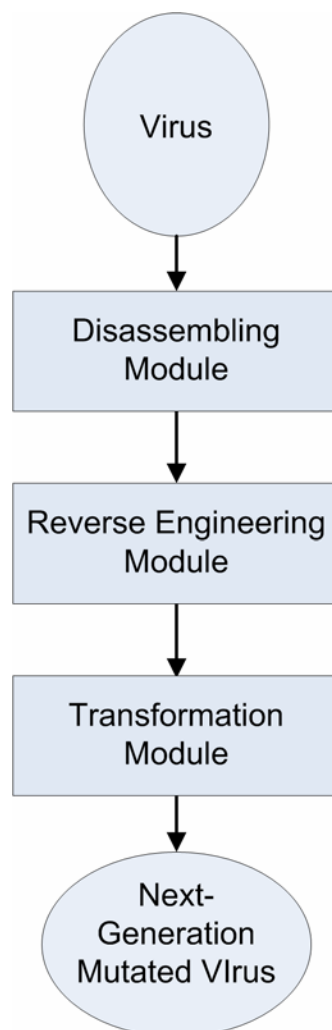 Virus
Disassembling
Module
Reverse Engineering
Module
Transformation
Module
Next-
Generation
Mutated VIrus